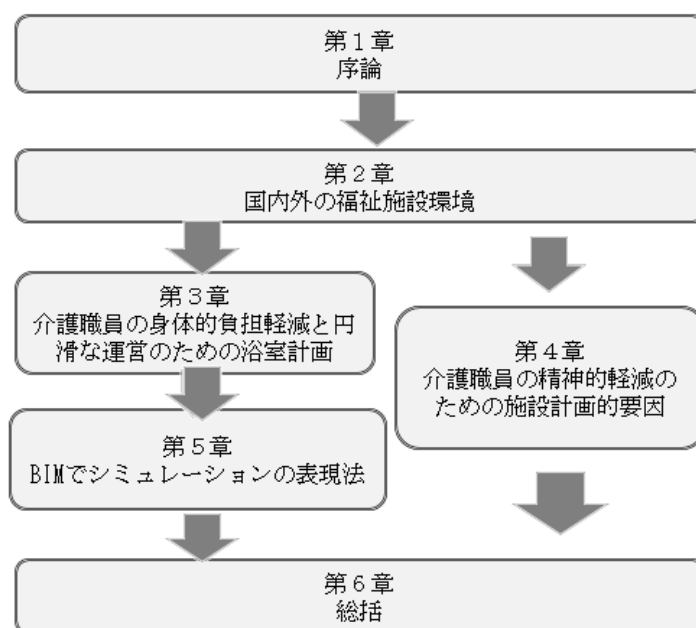 第１章
序論
第２章
国内外の福祉施設環境
第３章
介護職員の身体的負担軽減と円
滑な運営のための浴室計画
第４章
介護職員の精神的軽減の
ための施設計画的要因
第５章
BIMでシミュレーションの表現法
第６章
総括